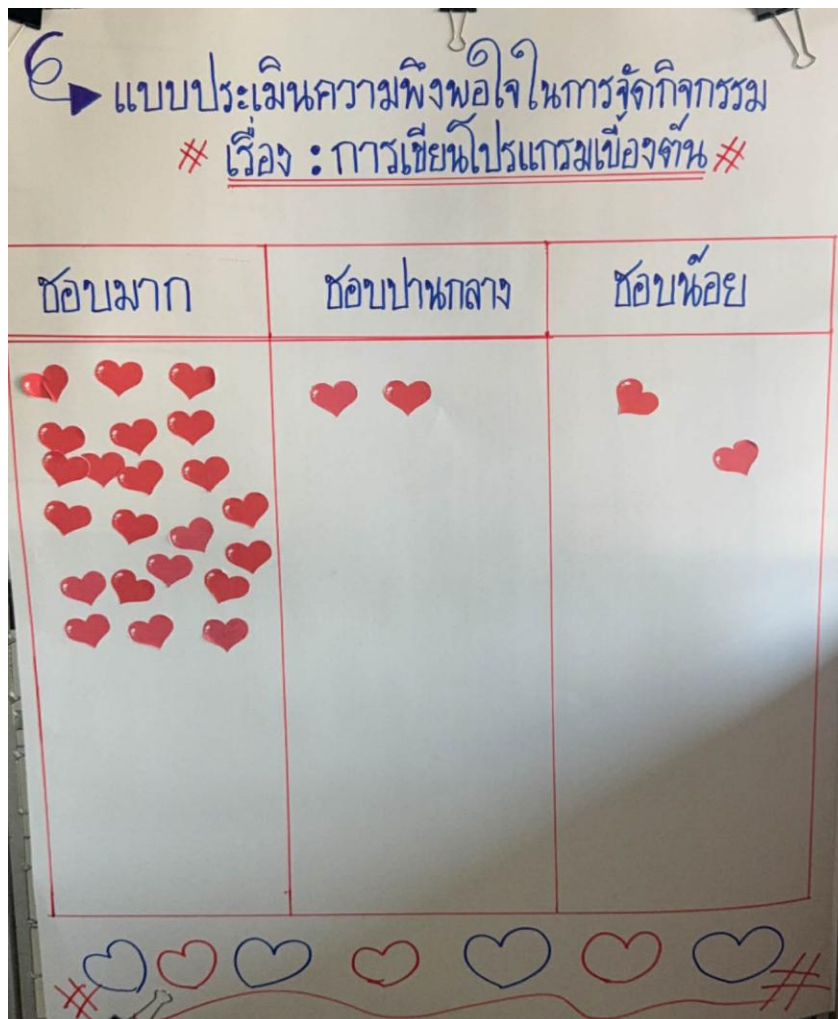 แบบประเมินความพึงพอใจในการจัดกิจกรรม
# เรื่อง : การเขียนโปรแกรมเบื้องต้น #
ชอบมาก
ชอบปานกลาง
ชอบน้อย